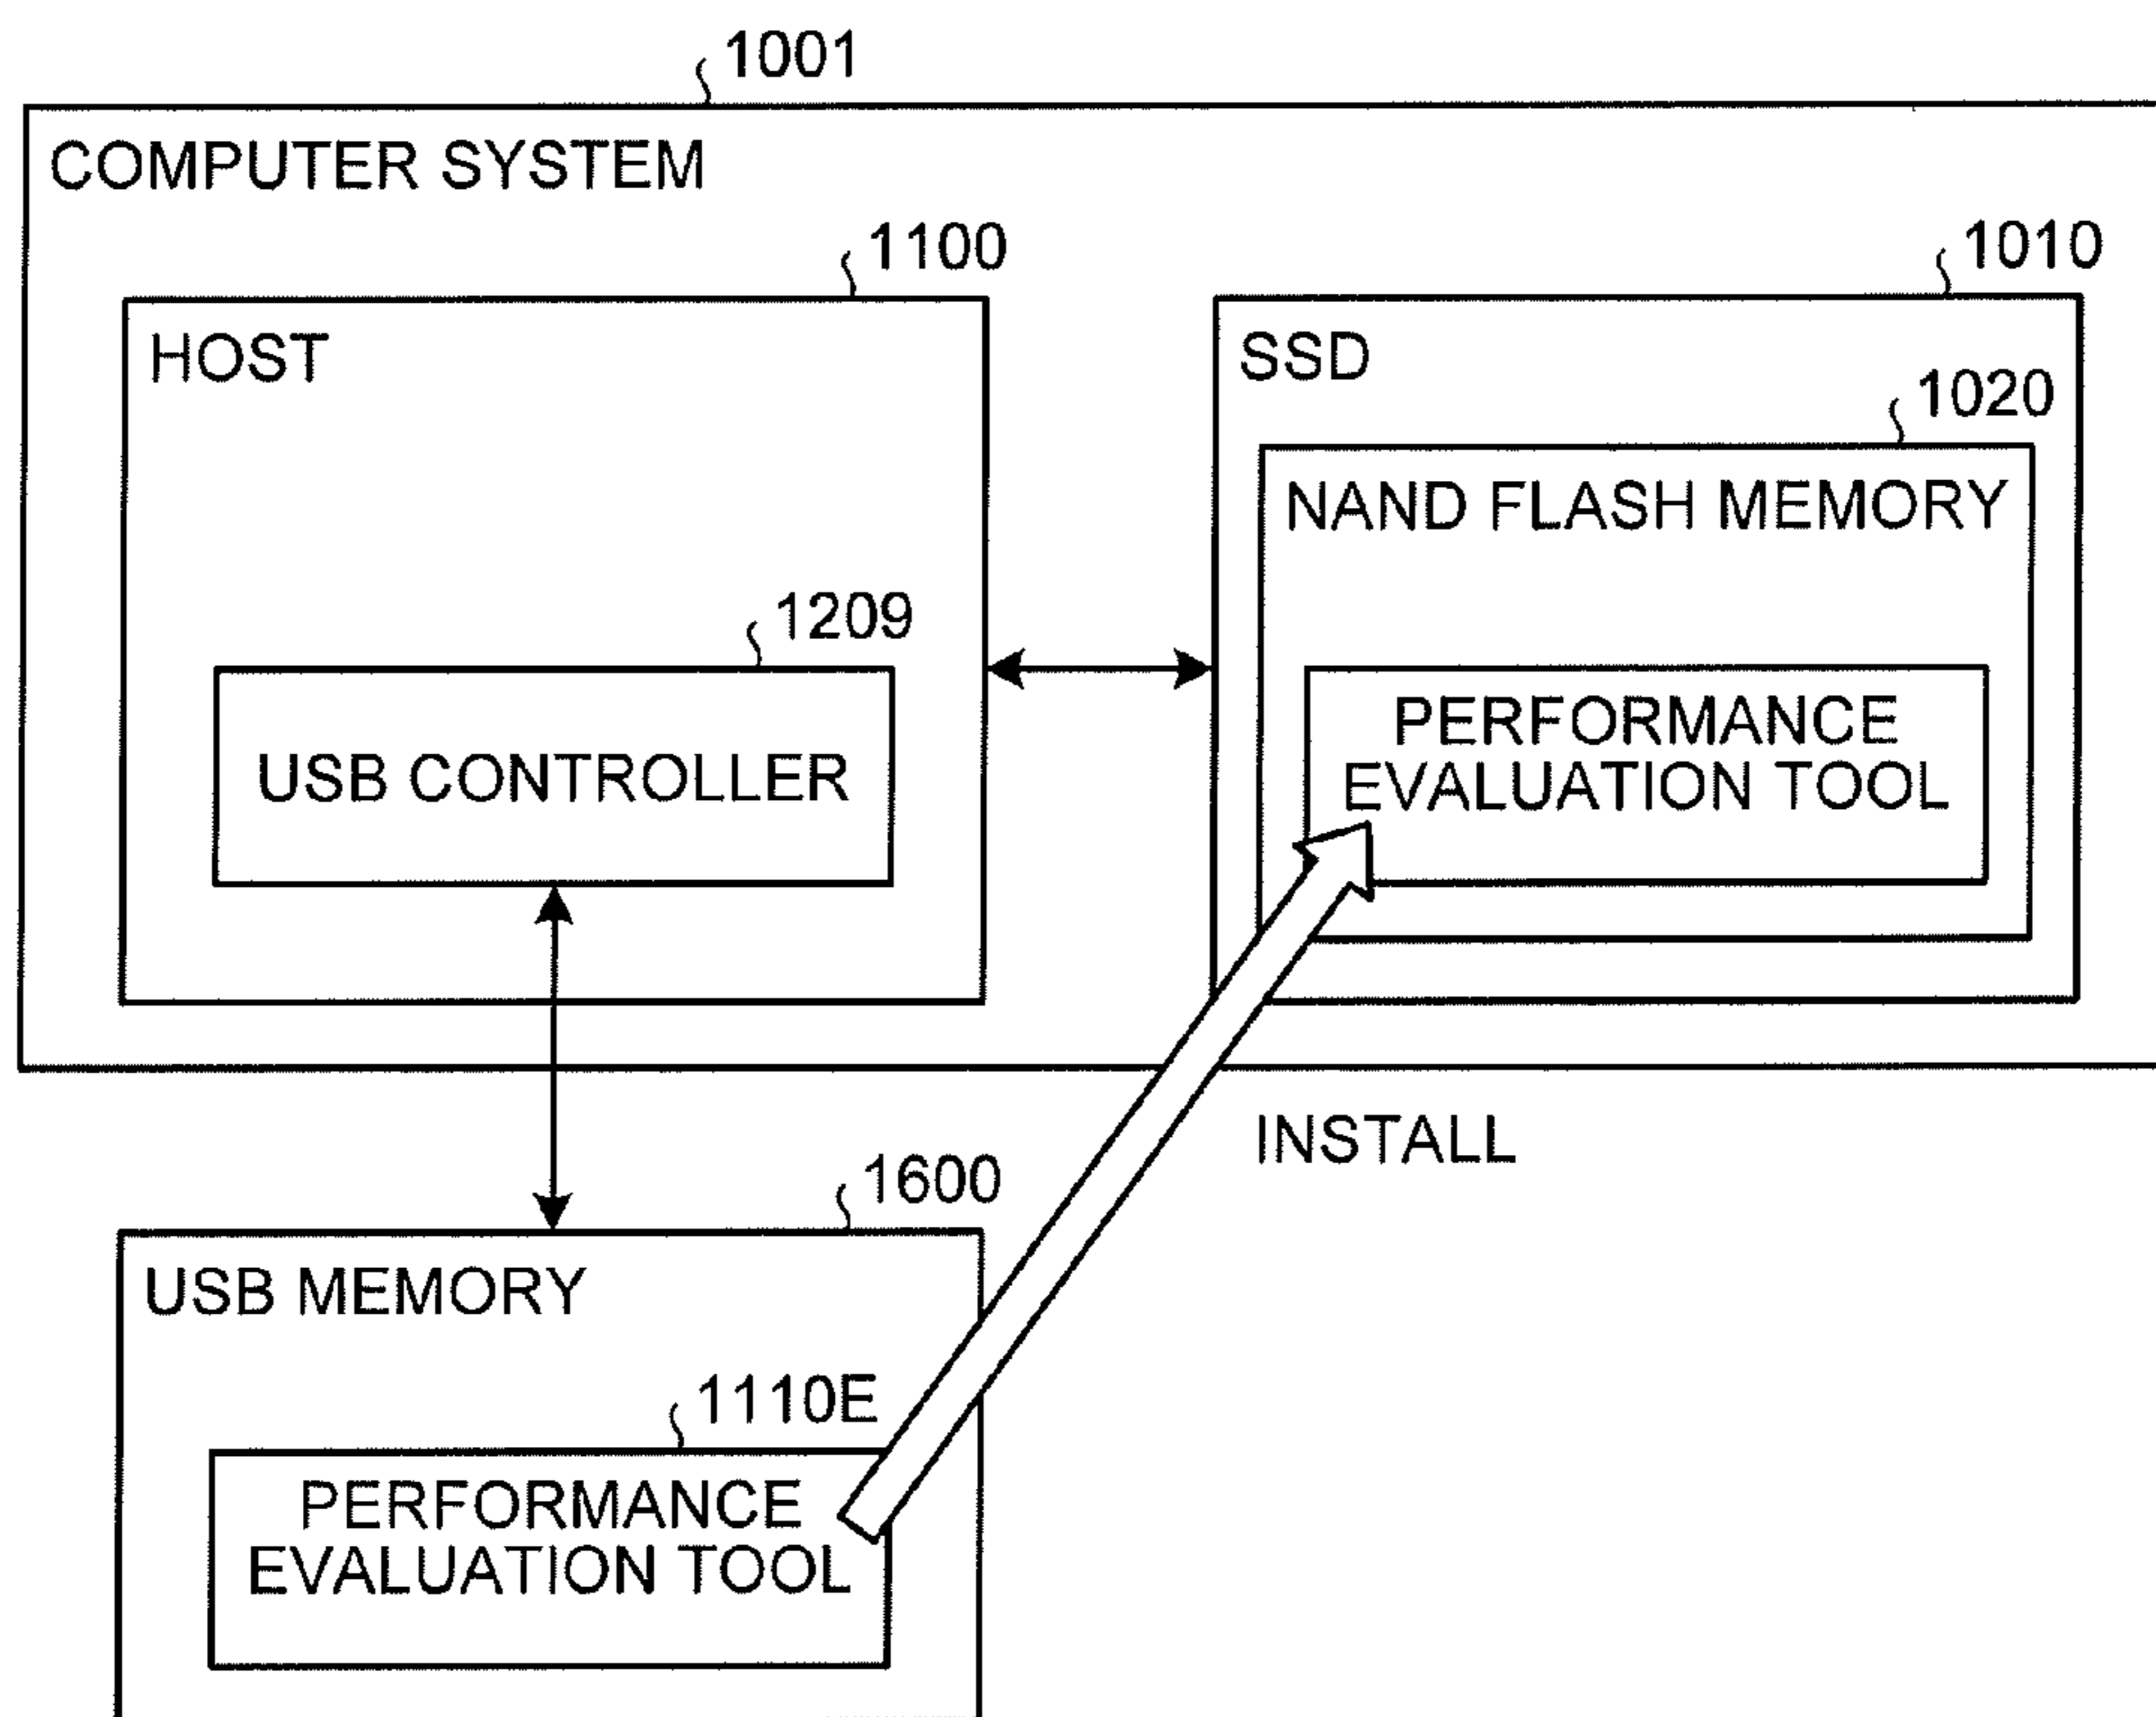 1001
COMPUTER SYSTEM
1100
HOST
1010
SSD
1020
NAND FLASH MEMORY
1209
USB CONTROLLER
PERFORMANCE
EVALUATION TOOL
INSTALL
1600
USB MEMORY
1110E
PERFORMANCE
EVALUATION TOOL